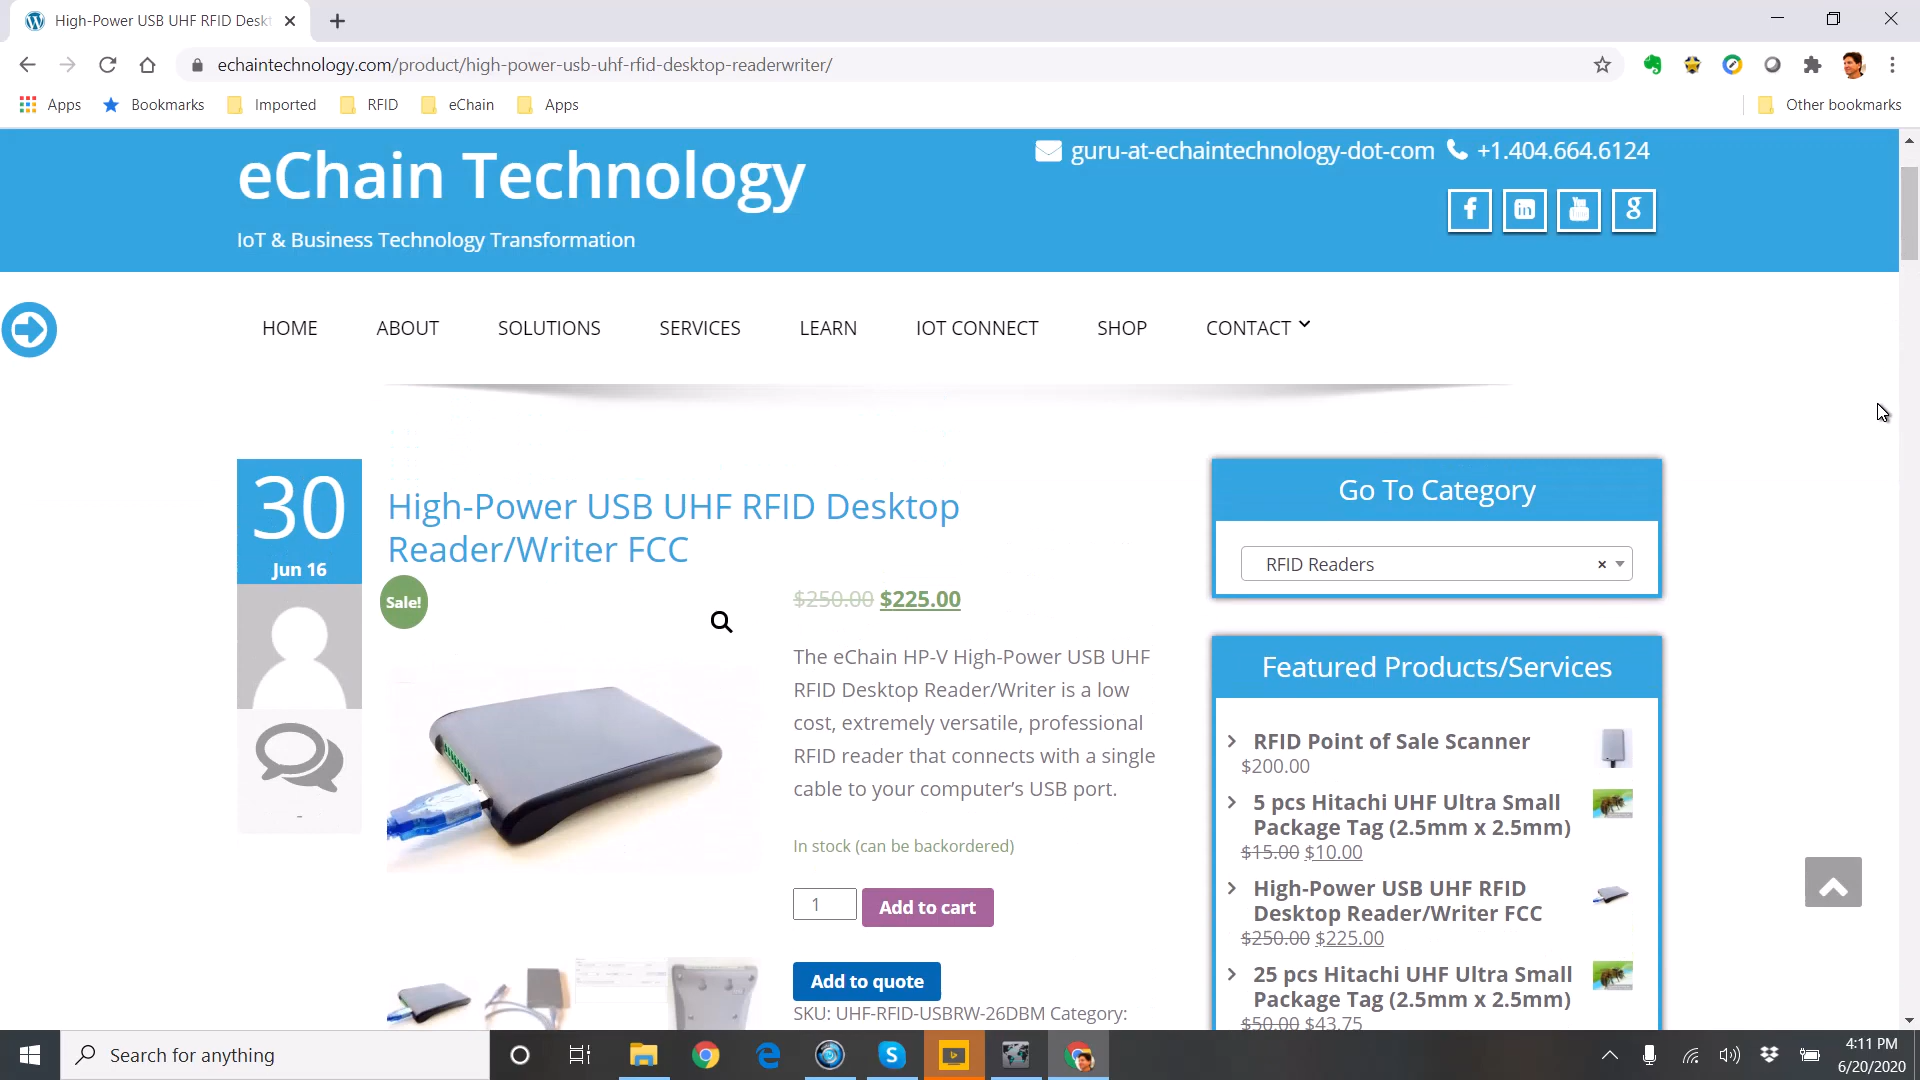 High-Power USB UHF RFID Deskt
echaintechnology.com/product/high-power-usb-uhf-rfid-desktop-readerwriter/
Apps Bookmarks Imported RFID eChain Apps Other bookmarks
eChain Technology
guru-at-echaintechnology-dot-com +1.404.664.6124
IoT & Business Technology Transformation
HOME ABOUT SOLUTIONS SERVICES LEARN IOT CONNECT SHOP CONTACT
30
Jun 16
-
High-Power USB UHF RFID Desktop
Reader/Writer FCC
Sale!
$250.00 $225.00
The eChain HP-V High-Power USB UHF
RFID Desktop Reader/Writer is a low
cost, extremely versatile, professional
RFID reader that connects with a single
cable to your computer’s USB port.
In stock (can be backordered)
1 Add to cart
Add to quote
SKU: UHF-RFID-USBRW-26DBM Category:
Go To Category
RFID Readers ×
Featured Products/Services
RFID Point of Sale Scanner
$200.00
5 pcs Hitachi UHF Ultra Small
Package Tag (2.5mm x 2.5mm)
$15.00 $10.00
High-Power USB UHF RFID
Desktop Reader/Writer FCC
$250.00 $225.00
25 pcs Hitachi UHF Ultra Small
Package Tag (2.5mm x 2.5mm)
$50.00 $43.75
Search for anything
4:11 PM
6/20/2020